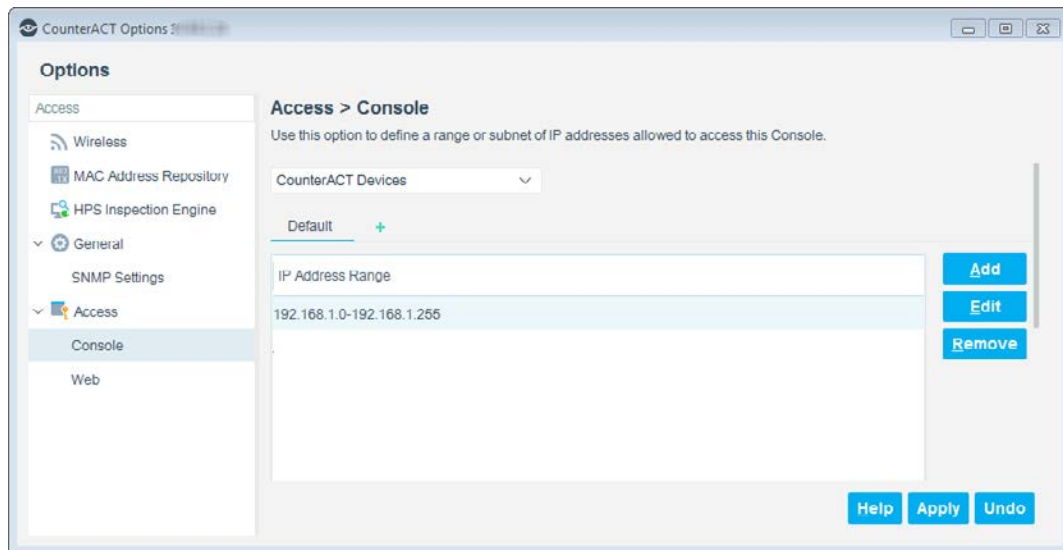 CounterACT Options
Options
Access
Wireless
MAC Address Repository
HPS Inspection Engine
General
SNMP Settings
Access
Console
Web
Access > Console
Use this option to define a range or subnet of IP addresses allowed to access this Console.
CounterACT Devices
Default +
IP Address Range
192.168.1.0-192.168.1.255
Add
Edit
Remove
Help Apply Undo